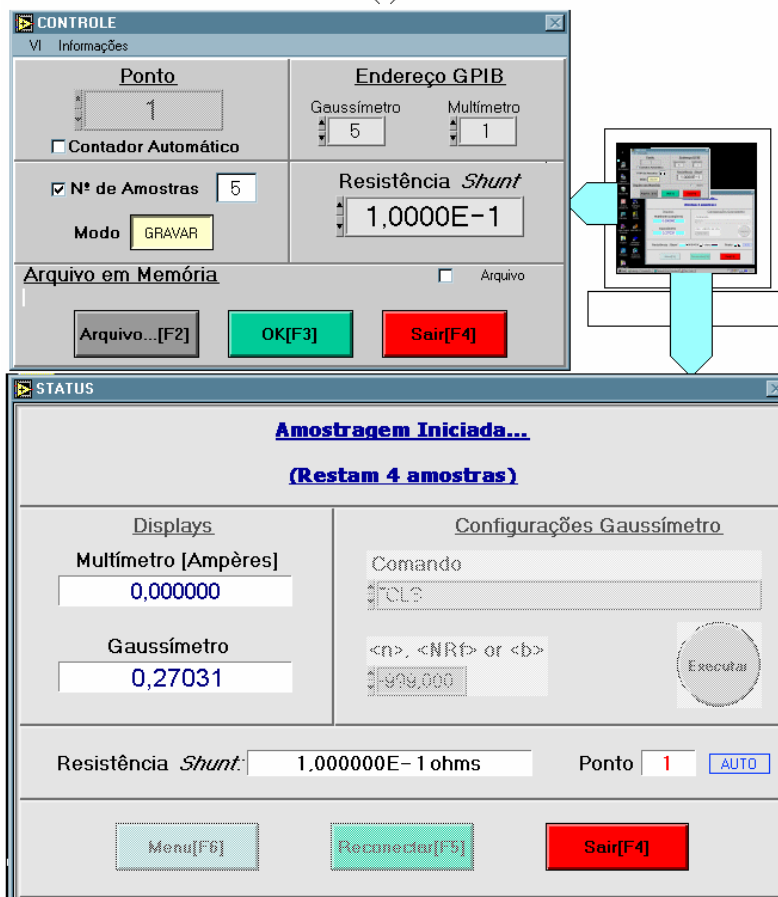 CONTROLE
VI Informações
Ponto
1
Contador Automático
Endereço GPIB
Gaussímetro Multímetro
5 1
Nº de Amostras 5
Modo GRAVAR
Resistência Shunt
1,0000E-1
Arquivo em Memória
Arquivo
Arquivo...[F2] OK[F3] Sair[F4]
STATUS
Amostragem Iniciada...
(Restam 4 amostras)
Displays
Multímetro [Ampères]
0,000000
Gaussímetro
0,27031
Configurações Gaussímetro
Comando
<n>, <NRf> or <b>
-999,000
Executar
Resistência Shunt: 1,000000E-1 ohms Ponto 1 AUTO
Menu[F6] Reconectar[F5] Sair[F4]